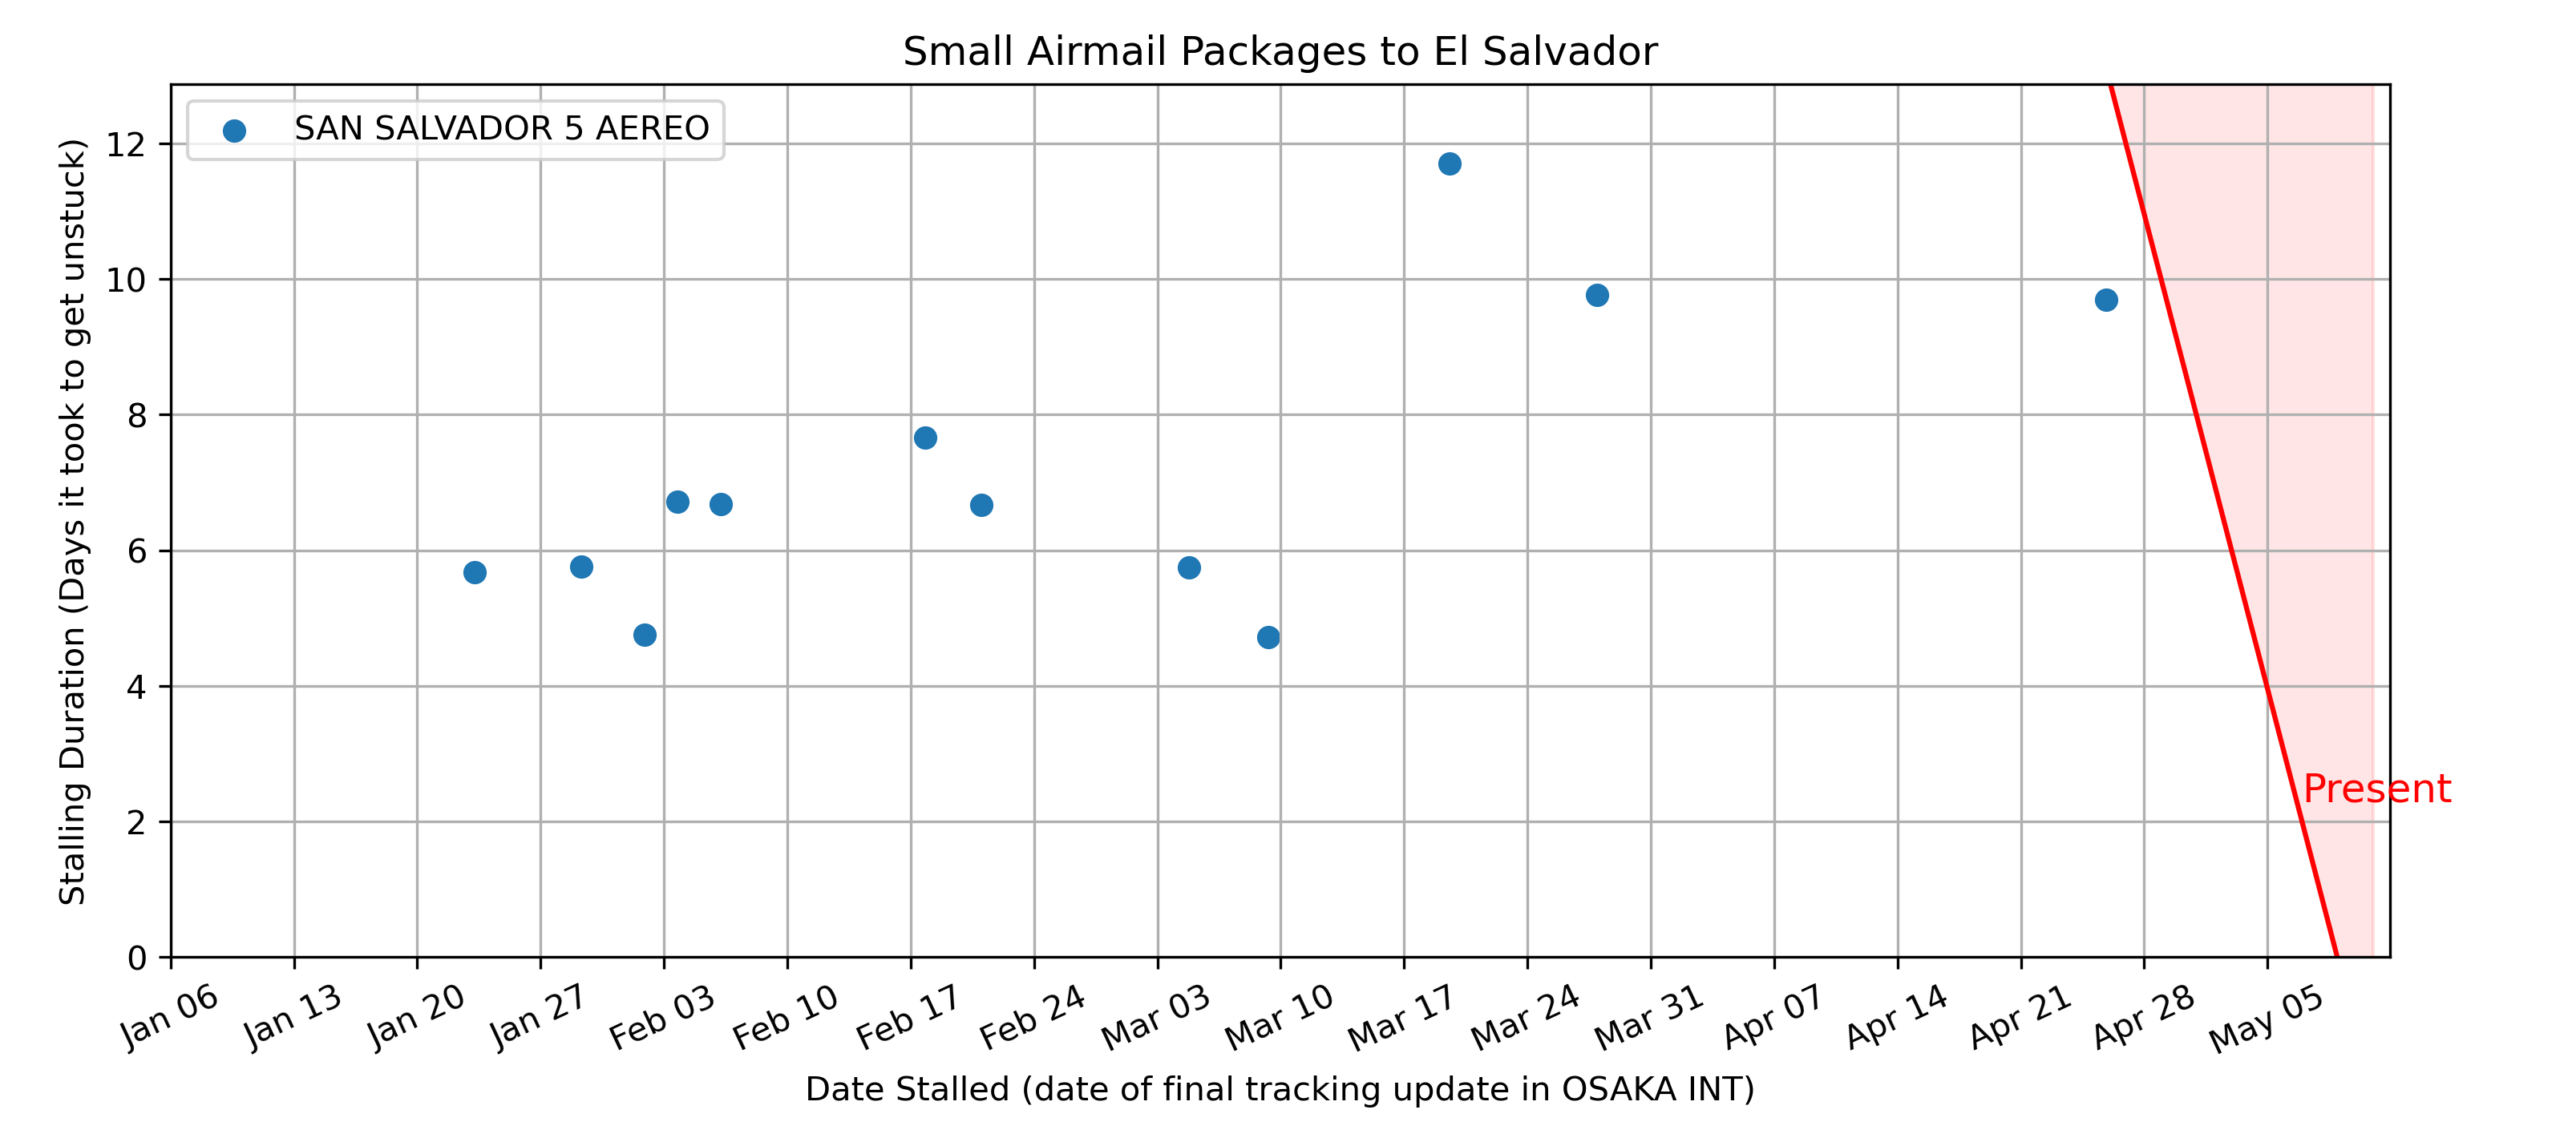 Small Airmail Packages to El Salvador
SAN SALVADOR 5 AEREO
Stalling Duration (Days it took to get unstuck)
12
10
8
6
4
2
0
Present
Jan 06
Jan 13
Jan 20
Jan 27
Feb 03
Feb 10
Feb 17
Feb 24
Mar 03
Mar 10
Mar 17
Mar 24
Mar 31
Apr 07
Apr 14
Apr 21
Apr 28
May 05
Date Stalled (date of final tracking update in OSAKA INT)